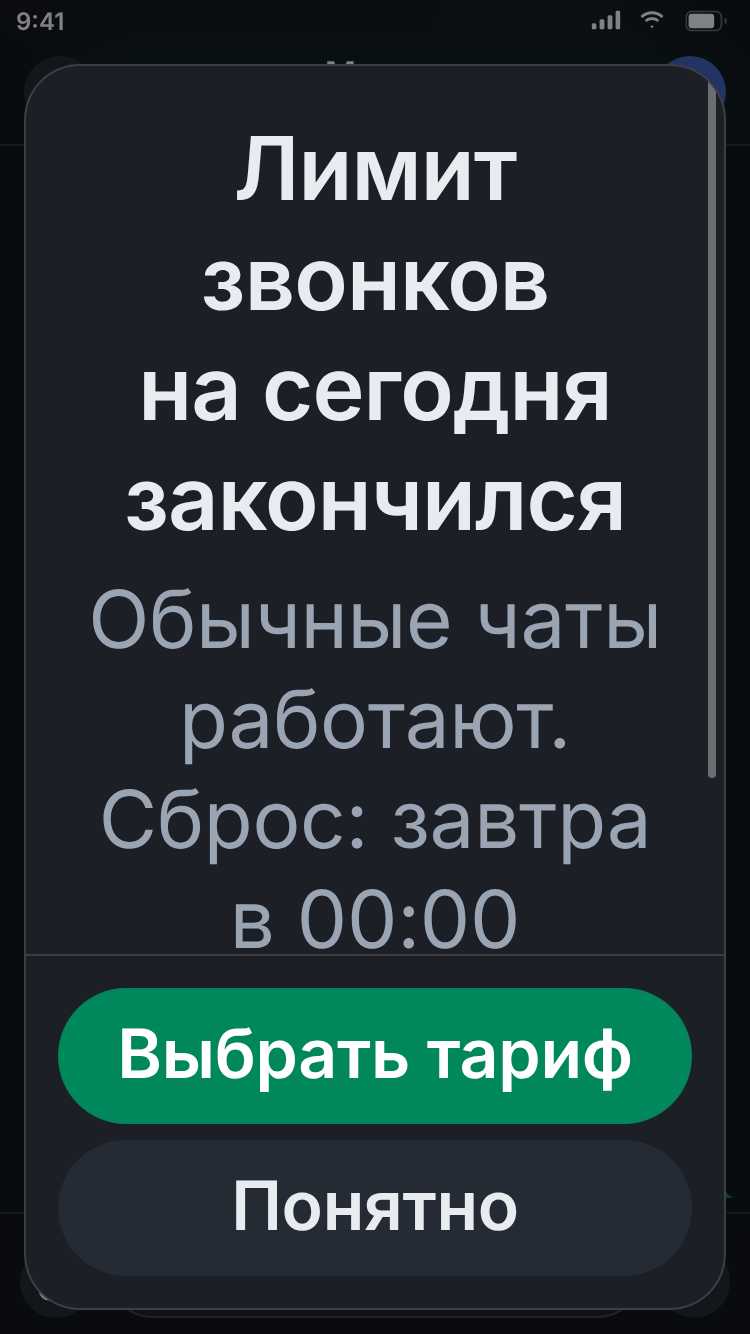 9:41
Лимит
звонков
на сегодня
закончился
Обычные чаты
работают.
Сброс: завтра
в 00:00
Выбрать тариф
Понятно